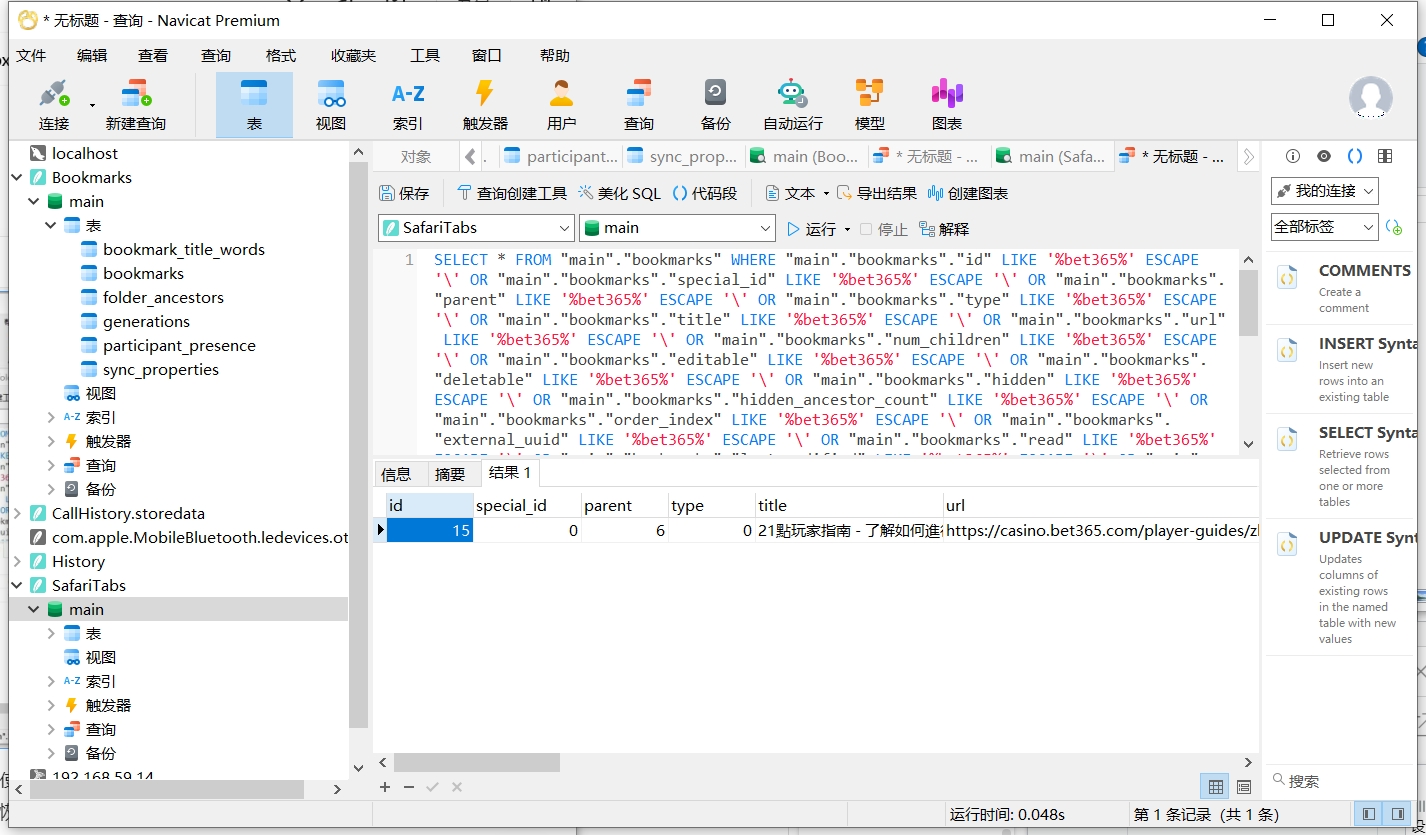 * 无标题 - 查询 - Navicat Premium
文件 编辑 查看 查询 格式 收藏夹 工具 窗口 帮助
连接 新建查询 表 视图 索引 触发器 用户 查询 备份 自动运行 模型 图表
localhost
Bookmarks
main
表
bookmark_title_words
bookmarks
folder_ancestors
generations
participant_presence
sync_properties
视图
A-Z 索引
触发器
查询
备份
CallHistory.storedata
com.apple.MobileBluetooth.ledevices.ot
History
SafariTabs
main
表
视图
A-Z 索引
触发器
查询
备份
192.168.59.14
对象 participant... sync_prop... main (Boo... * 无标题 - ... main (Safa... * 无标题 - ...
保存 查询创建工具 美化 SQL () 代码段 文本 导出结果 创建图表
SafariTabs main 运行 停止 解释
1 SELECT * FROM "main"."bookmarks" WHERE "main"."bookmarks"."id" LIKE '%bet365%' ESCAPE
'\' OR "main"."bookmarks"."special_id" LIKE '%bet365%' ESCAPE '\' OR "main"."bookmarks".
"parent" LIKE '%bet365%' ESCAPE '\' OR "main"."bookmarks"."type" LIKE '%bet365%' ESCAPE
'\' OR "main"."bookmarks"."title" LIKE '%bet365%' ESCAPE '\' OR "main"."bookmarks"."url"
LIKE '%bet365%' ESCAPE '\' OR "main"."bookmarks"."num_children" LIKE '%bet365%' ESCAPE
'\' OR "main"."bookmarks"."editable" LIKE '%bet365%' ESCAPE '\' OR "main"."bookmarks".
"deletable" LIKE '%bet365%' ESCAPE '\' OR "main"."bookmarks"."hidden" LIKE '%bet365%'
ESCAPE '\' OR "main"."bookmarks"."hidden_ancestor_count" LIKE '%bet365%' ESCAPE '\' OR
"main"."bookmarks"."order_index" LIKE '%bet365%' ESCAPE '\' OR "main"."bookmarks".
"external_uuid" LIKE '%bet365%' ESCAPE '\' OR "main"."bookmarks"."read" LIKE '%bet365%'
信息 摘要 结果 1
id special_id parent type title url
15 0 6 0 21點玩家指南 - 了解如何進 https://casino.bet365.com/player-guides/z
运行时间: 0.048s 第 1 条记录 (共 1 条)
我的连接
全部标签
COMMENTS
Create a
comment
INSERT Synta
Insert new
rows into an
existing table
SELECT Synta
Retrieve rows
selected from
one or more
tables
UPDATE Synt
Updates
columns of
existing rows
in the named
table with new
values
搜索